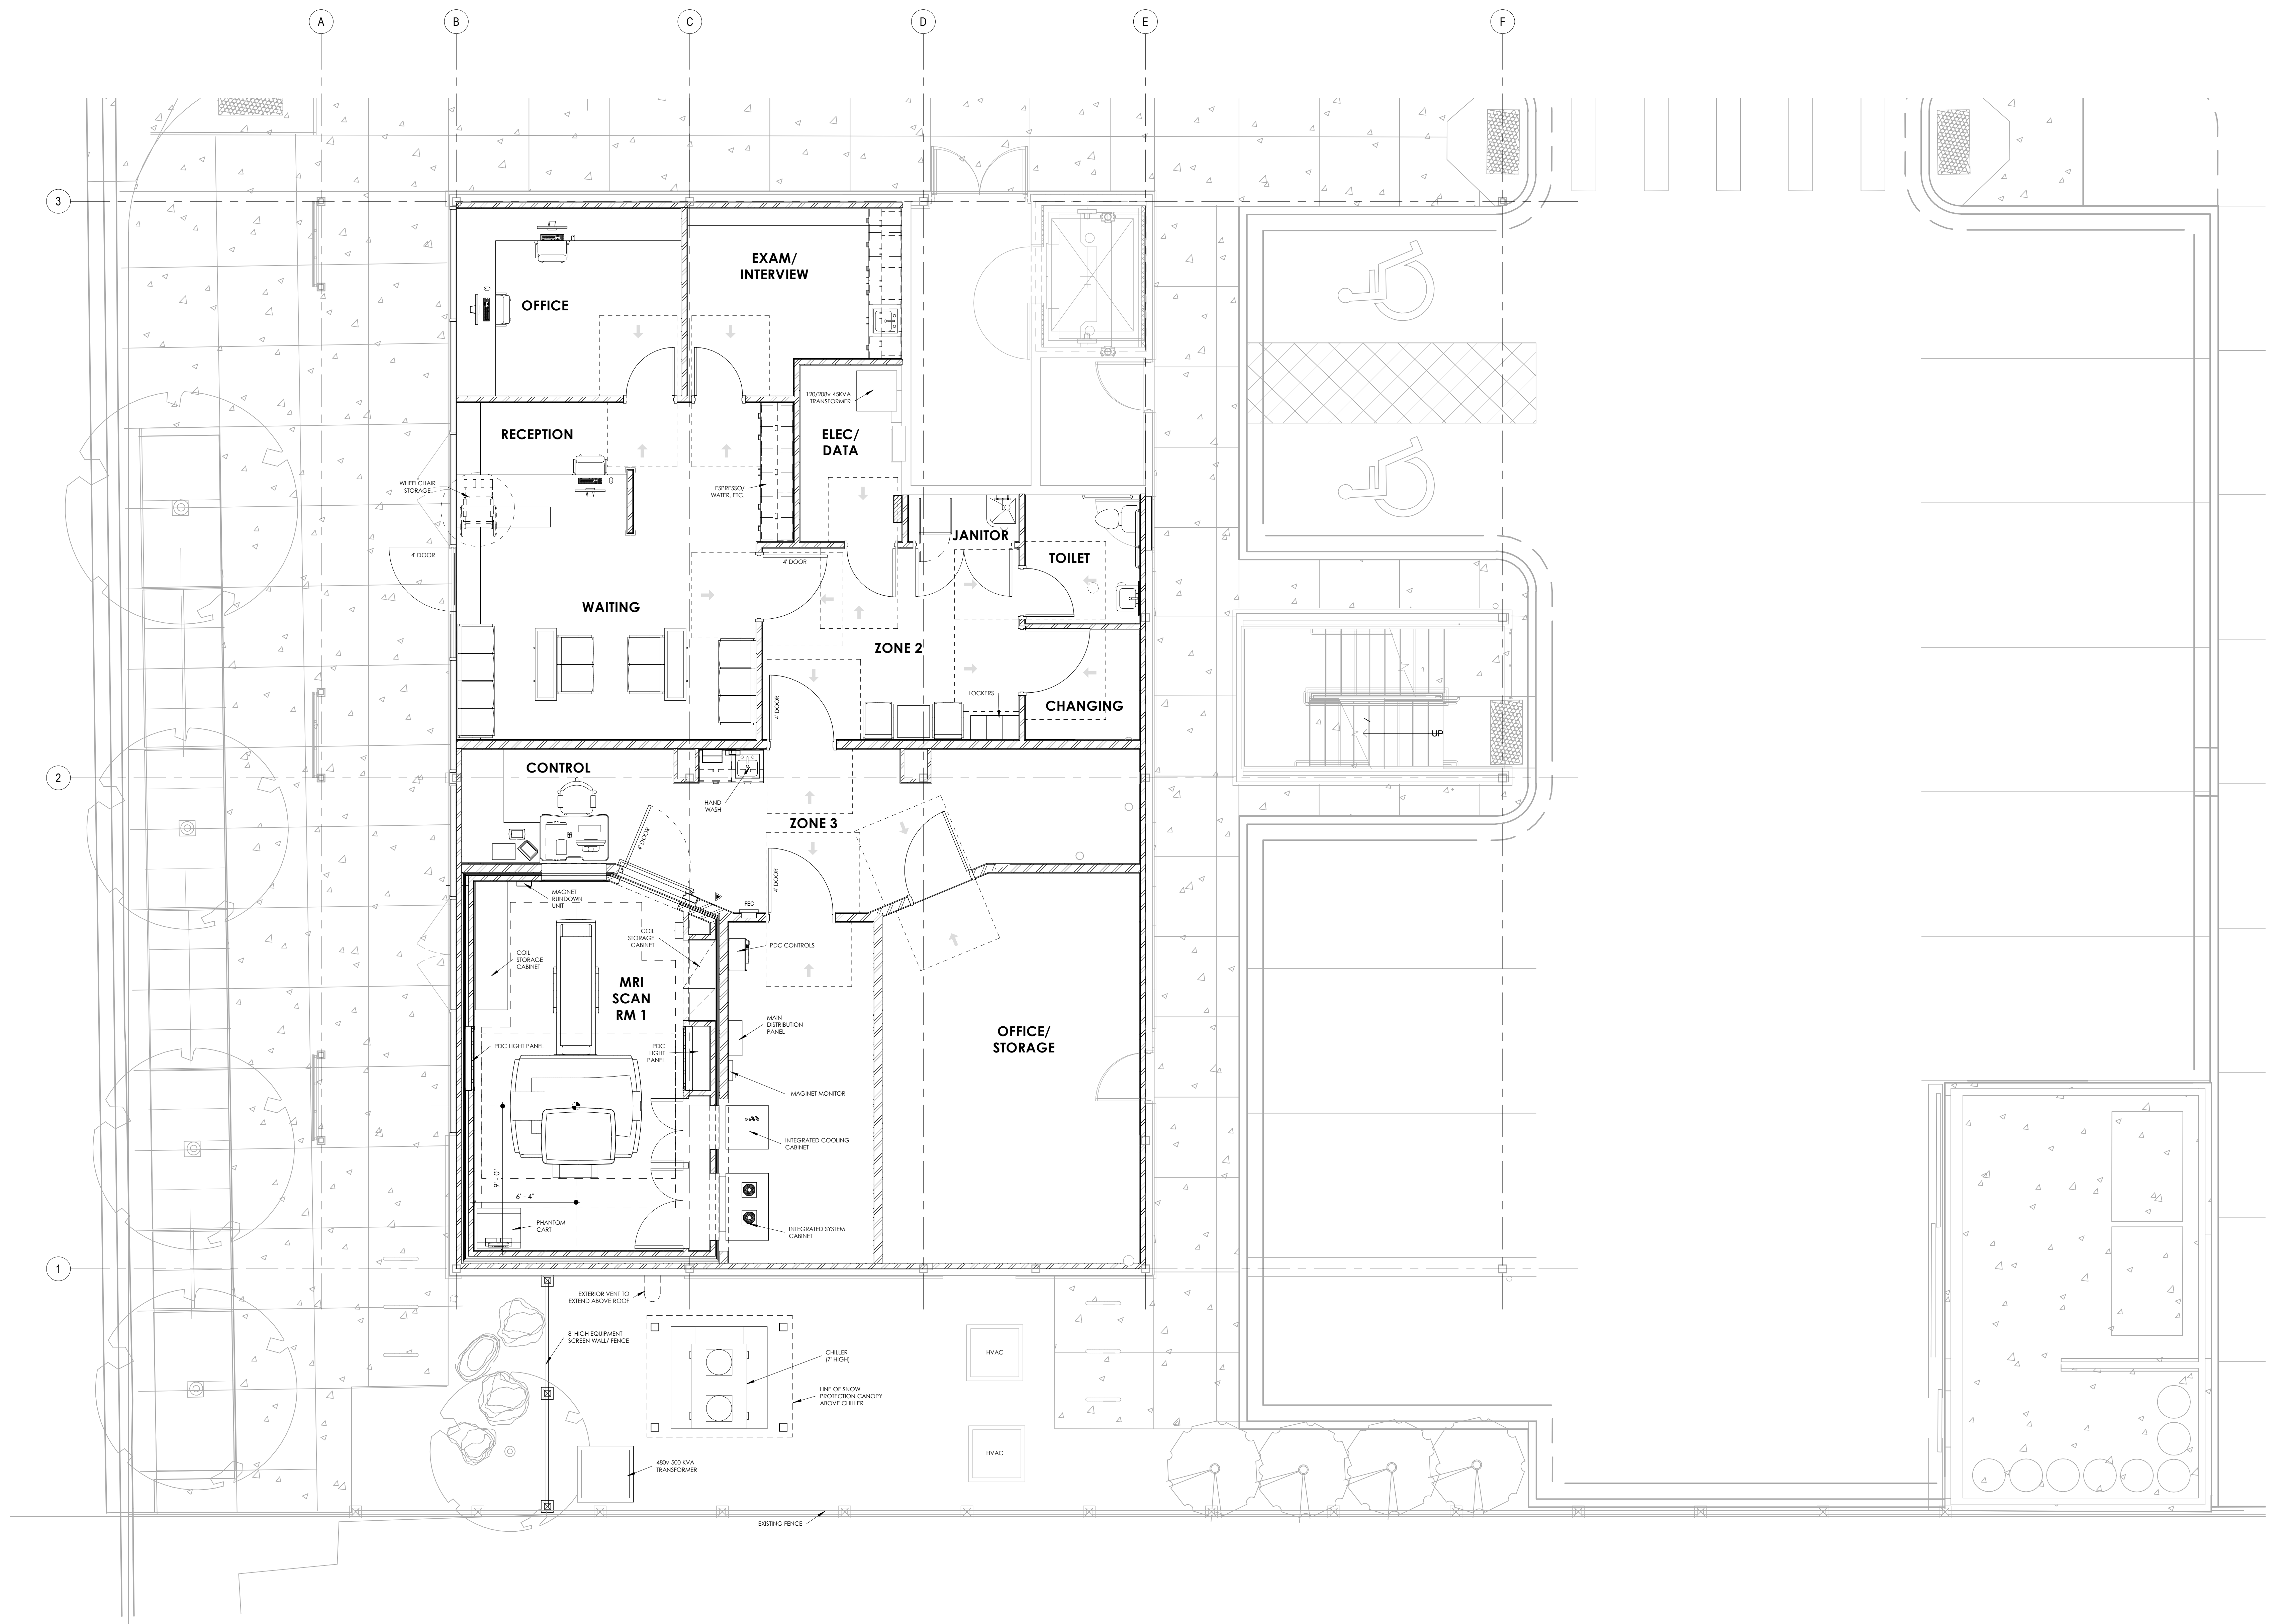 A
B
C
D
E
F
3
EXAM/
INTERVIEW
OFFICE
120/208v 45KVA
TRANSFORMER
RECEPTION
ELEC/
DATA
WHEELCHAIR
STORAGE
ESPRESSO/
WATER, ETC.
JANITOR
4' DOOR
4' DOOR
TOILET
WAITING
ZONE 2
LOCKERS
4' DOOR
CHANGING
UP
CONTROL
2
HAND
WASH
ZONE 3
4' DOOR
4' DOOR
MAGNET
RUNDOWN
UNIT
FEC
COIL
STORAGE
CABINET
PDC CONTROLS
COIL
STORAGE
CABINET
MRI
SCAN
RM 1
MAIN
DISTRIBUTION
PANEL
OFFICE/
STORAGE
PDC LIGHT PANEL
PDC
LIGHT
PANEL
MAGINET MONITOR
INTEGRATED COOLING
CABINET
9' - 0"
6' - 4"
PHANTOM
CART
INTEGRATED SYSTEM
CABINET
1
EXTERIOR VENT TO
EXTEND ABOVE ROOF
8' HIGH EQUIPMENT
SCREEN WALL/ FENCE
CHILLER
(7' HIGH)
HVAC
LINE OF SNOW
PROTECTION CANOPY
ABOVE CHILLER
HVAC
480v 500 KVA
TRANSFORMER
EXISTING FENCE